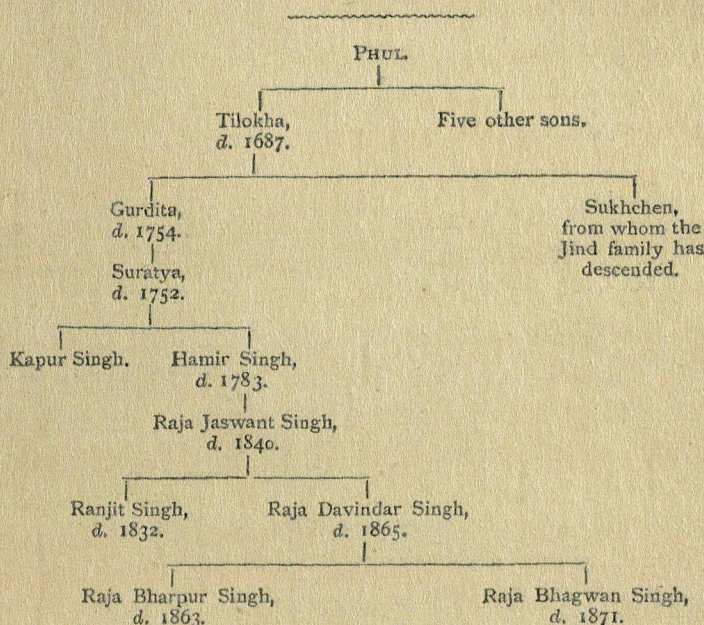 PHUL.
Tilokha,
d. 1687.
Five other sons.
Gurdita,
d. 1754.
Sukhchen,
from whom the
Jind family has
descended.
Suratya,
d. 1752.
Kapur Singh.
Hamir Singh,
d. 1783.
Raja Jaswant Singh,
d. 1840.
Ranjit Singh,
d. 1832.
Raja Davindar Singh,
d. 1865.
Raja Bharpur Singh,
d. 1863.
Raja Bhagwan Singh,
d. 1871.